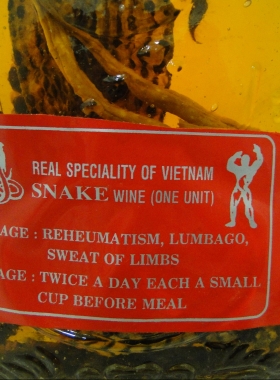 REAL SPECIALITY OF VIETNAM
SNAKE WINE (ONE UNIT)
AGE : REHEUMATISM, LUMBAGO,
SWEAT OF LIMBS
AGE : TWICE A DAY EACH A SMALL
CUP BEFORE MEAL